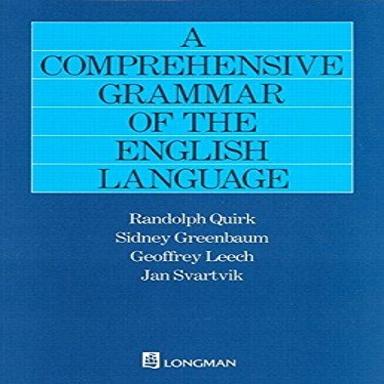 A
COMPREHENSIVE
GRAMMAR
OF THE
ENGLISH
LANGUAGE
Randolph Quirk
Sidney Greenbaum
Geoffrey Leech
Jan Svartvik
LONGMAN